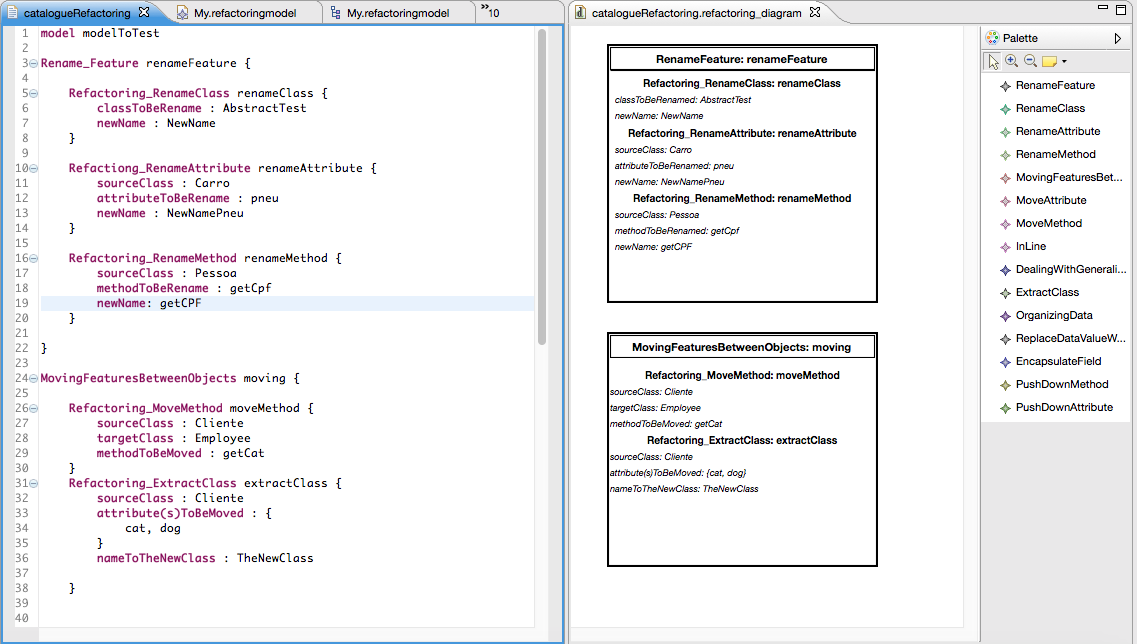 catalogueRefactoring
My.refactoringmodel
My.refactoringmodel
»10
1 model modelToTest
2
3 Rename_Feature renameFeature {
4
5 Refactoring_RenameClass renameClass {
6 classToBeRename : AbstractTest
7 newName : NewName
8 }
9
10 Refactiong_RenameAttribute renameAttribute {
11 sourceClass : Carro
12 attributeToBeRename : pneu
13 newName : NewNamePneu
14 }
15
16 Refactoring_RenameMethod renameMethod {
17 sourceClass : Pessoa
18 methodToBeRename : getCpf
19 newName: getCPF
20 }
21
22 }
23
24 MovingFeaturesBetweenObjects moving {
25
26 Refactoring_MoveMethod moveMethod {
27 sourceClass : Cliente
28 targetClass : Employee
29 methodToBeMoved : getCat
30 }
31 Refactoring_ExtractClass extractClass {
32 sourceClass : Cliente
33 attribute(s)ToBeMoved : {
34 cat, dog
35 }
36 nameToTheNewClass : TheNewClass
37
38 }
39
40
catalogueRefactoring.refactoring_diagram
RenameFeature: renameFeature
Refactoring_RenameClass: renameClass
classToBeRenamed: AbstractTest
newName: NewName
Refactoring_RenameAttribute: renameAttribute
sourceClass: Carro
attributeToBeRenamed: pneu
newName: NewNamePneu
Refactoring_RenameMethod: renameMethod
sourceClass: Pessoa
methodToBeRenamed: getCpf
newName: getCPF
MovingFeaturesBetweenObjects: moving
Refactoring_MoveMethod: moveMethod
sourceClass: Cliente
targetClass: Employee
methodToBeMoved: getCat
Refactoring_ExtractClass: extractClass
sourceClass: Cliente
attribute(s)ToBeMoved: {cat, dog}
nameToTheNewClass: TheNewClass
Palette
RenameFeature
RenameClass
RenameAttribute
RenameMethod
MovingFeaturesBet...
MoveAttribute
MoveMethod
InLine
DealingWithGenerali...
ExtractClass
OrganizingData
ReplaceDataValueW...
EncapsulateField
PushDownMethod
PushDownAttribute